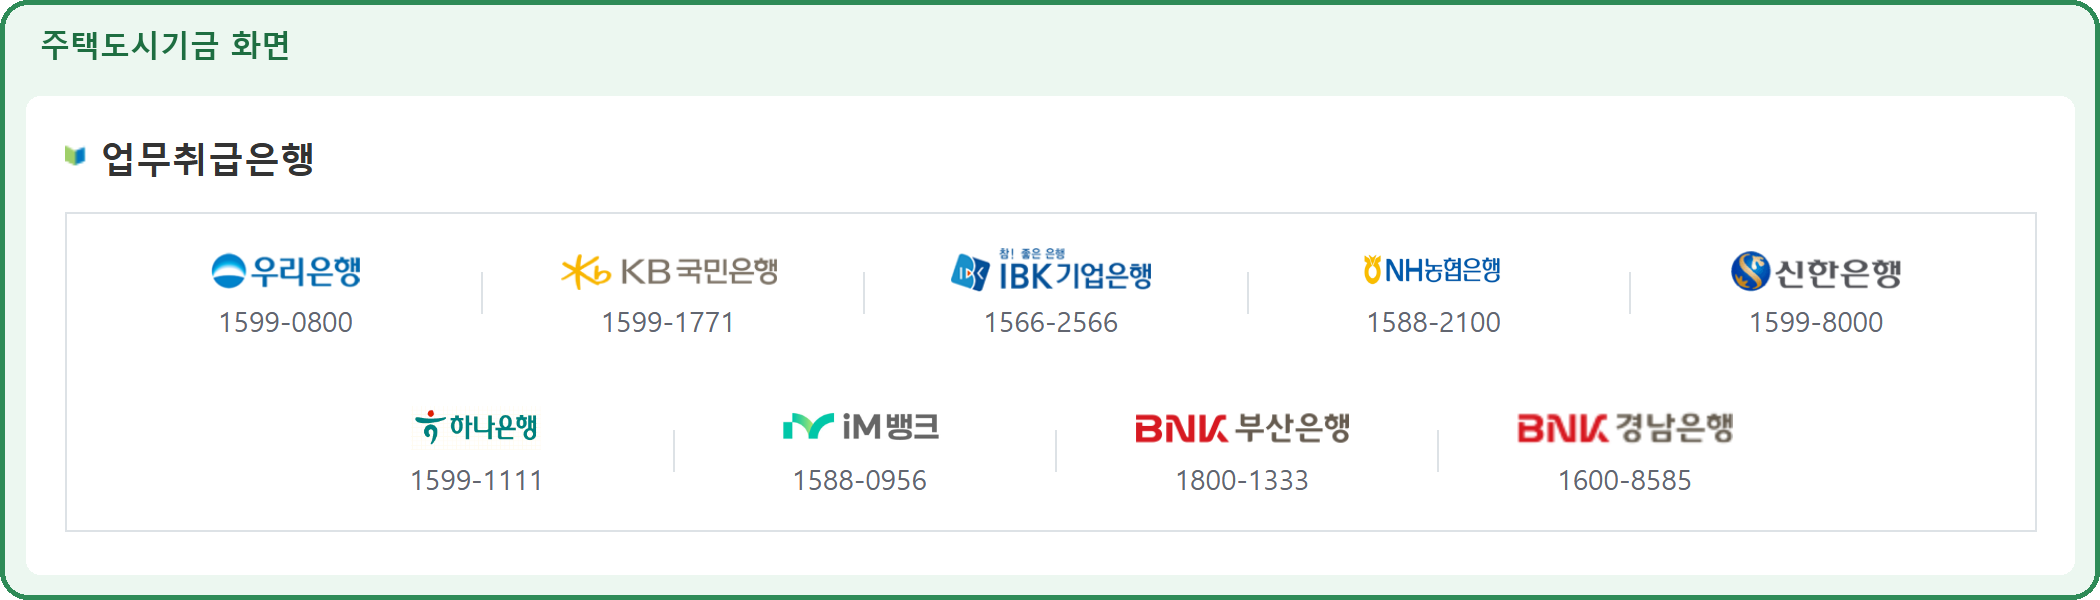 주택도시기금 화면
업무취급은행
우리은행
KB 국민은행
참! 좋은 은행
IBK기업은행
NH농협은행
신한은행
1599-0800
1599-1771
1566-2566
1588-2100
1599-8000
하나은행
iM뱅크
BNK 부산은행
BNK 경남은행
1599-1111
1588-0956
1800-1333
1600-8585